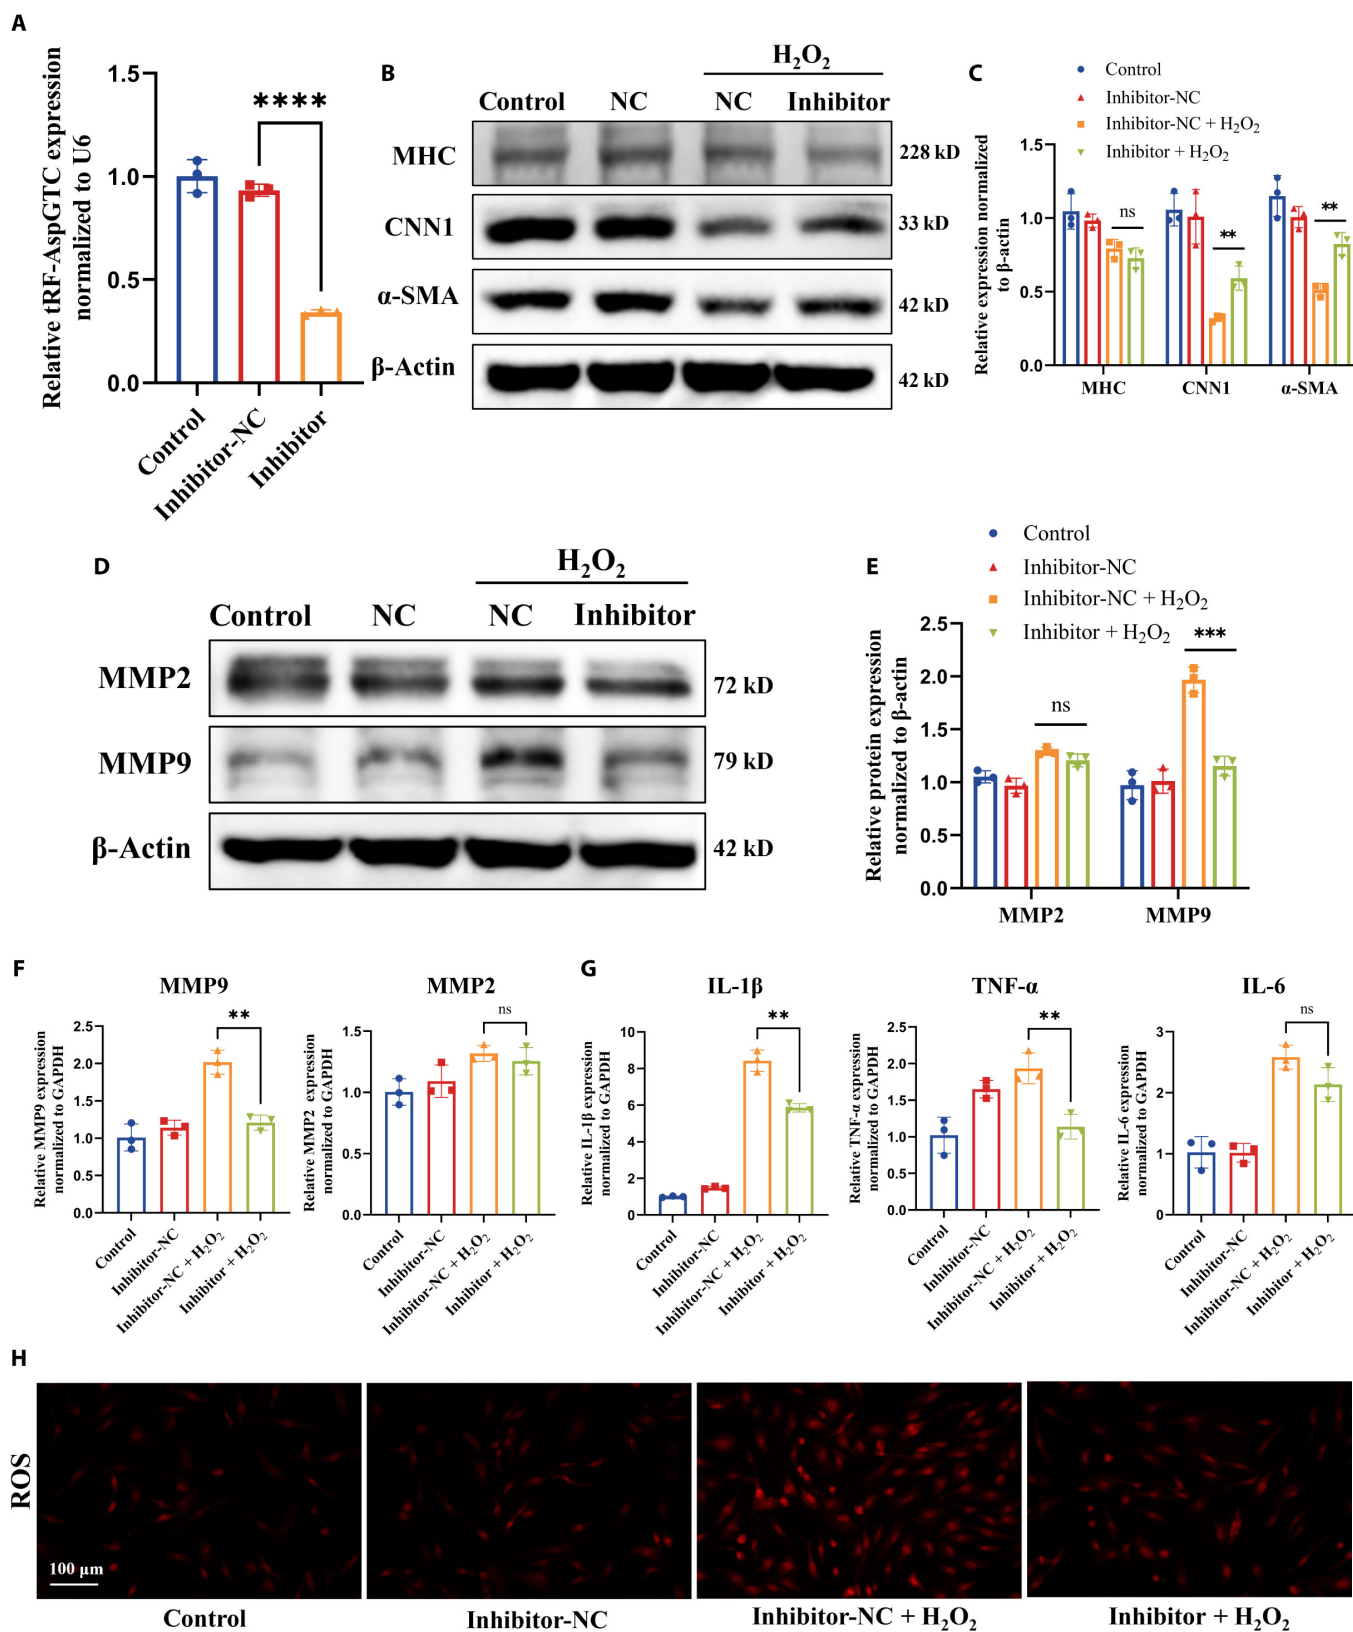 A
Relative tRF-AspGTC expression
normalized to U6
1.5
1.0
0.5
0.0
****
Control
Inhibitor-NC
Inhibitor
B
H₂O₂
Control NC NC Inhibitor
MHC 228 kD
CNN1 33 kD
α-SMA 42 kD
β-Actin 42 kD
C
Control
Inhibitor-NC
Inhibitor-NC + H₂O₂
Inhibitor + H₂O₂
Relative expression normalized
to β-actin
1.5
1.0
0.5
0.0
ns
**
**
MHC CNN1 α-SMA
D
H₂O₂
Control NC NC Inhibitor
MMP2 72 kD
MMP9 79 kD
β-Actin 42 kD
E
Control
Inhibitor-NC
Inhibitor-NC + H₂O₂
Inhibitor + H₂O₂
Relative protein expression
normalized to β-actin
2.5
2.0
1.5
1.0
0.5
0.0
ns
***
MMP2 MMP9
F
MMP9
Relative MMP9 expression
normalized to GAPDH
2.5
2.0
1.5
1.0
0.5
0.0
**
Control
Inhibitor-NC
Inhibitor-NC + H₂O₂
Inhibitor + H₂O₂
MMP2
Relative MMP2 expression
normalized to GAPDH
1.5
1.0
0.5
0.0
ns
Control
Inhibitor-NC
Inhibitor-NC + H₂O₂
Inhibitor + H₂O₂
G
IL-1β
Relative IL-1β expression
normalized to GAPDH
10
8
6
4
2
0
**
Control
Inhibitor-NC
Inhibitor-NC + H₂O₂
Inhibitor + H₂O₂
TNF-α
Relative TNF-α expression
normalized to GAPDH
2.5
2.0
1.5
1.0
0.5
0.0
**
Control
Inhibitor-NC
Inhibitor-NC + H₂O₂
Inhibitor + H₂O₂
IL-6
Relative IL-6 expression
normalized to GAPDH
3
2
1
0
ns
Control
Inhibitor-NC
Inhibitor-NC + H₂O₂
Inhibitor + H₂O₂
H
ROS
100 µm
Control
Inhibitor-NC
Inhibitor-NC + H₂O₂
Inhibitor + H₂O₂